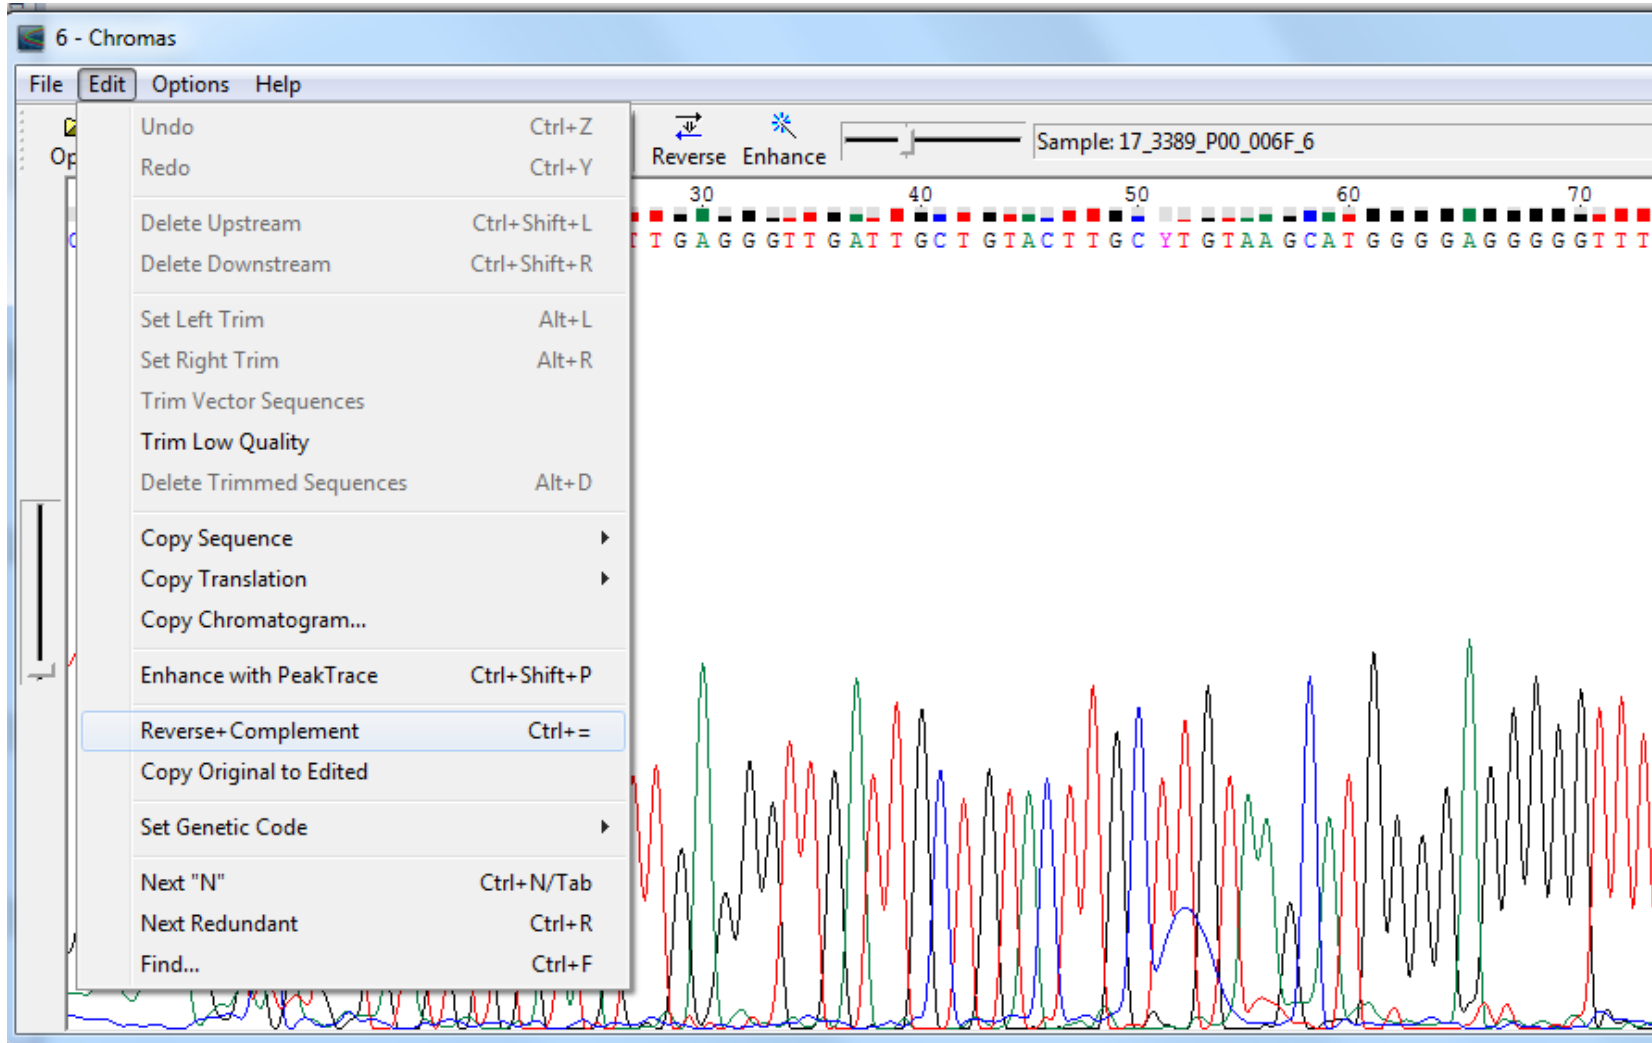 6 - Chromas
File Edit Options Help
Op
Reverse Enhance
Sample: 17_3389_P00_006F_6
Undo Ctrl+Z
Redo Ctrl+Y
Delete Upstream Ctrl+Shift+L
Delete Downstream Ctrl+Shift+R
Set Left Trim Alt+L
Set Right Trim Alt+R
Trim Vector Sequences
Trim Low Quality
Delete Trimmed Sequences Alt+D
Copy Sequence
Copy Translation
Copy Chromatogram...
Enhance with PeakTrace Ctrl+Shift+P
Reverse+Complement Ctrl+=
Copy Original to Edited
Set Genetic Code
Next "N" Ctrl+N/Tab
Next Redundant Ctrl+R
Find... Ctrl+F
30 40 50 60 70
T T G A G G G T T G A T T G C T G T A C T T G C Y T G T A A G C A T G G G G A G G G G G T T T